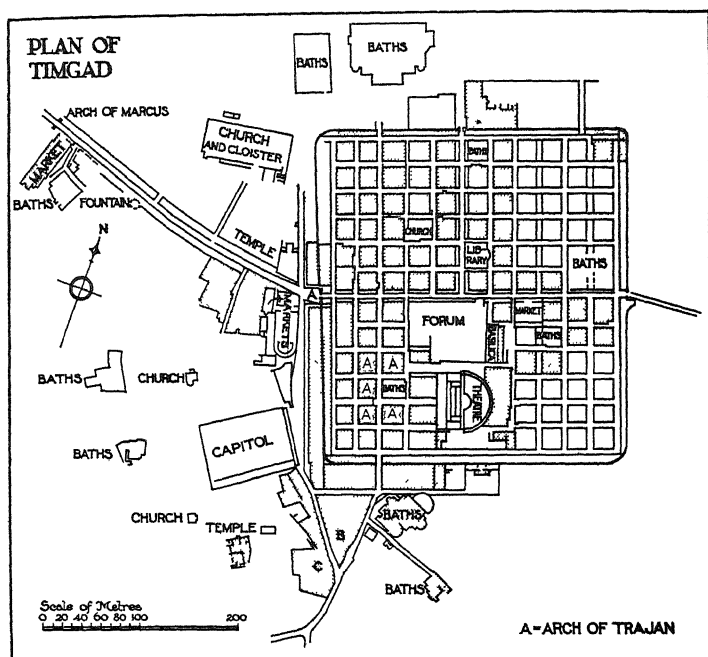 PLAN OF
TIMGAD
BATHS
BATHS
ARCH OF MARCUS
CHURCH
AND CLOISTER
MARKET
BATHS
FOUNTAIN
BATHS
N
CHURCH
TEMPLE
LIB
RARY
BATHS
A
MARKETS
FORUM
MARKET
BASILICA
BATHS
A A
BATHS
CHURCH
A
BATHS
THEATRE
A A
CAPITOL
BATHS
CHURCH
TEMPLE
BATHS
B
C
BATHS
Scale of Metres
0 20 40 60 80 100 200
A = ARCH OF TRAJAN